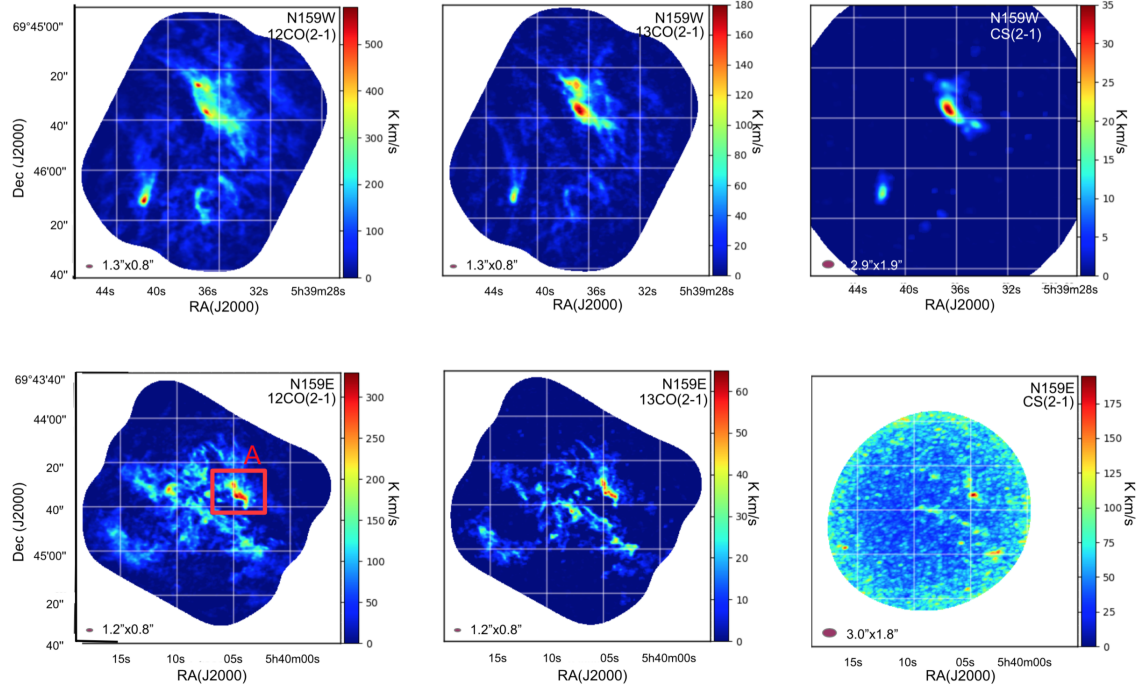 N159W
12CO(2-1)
69°45'00"
20"
40"
46°00"
20"
40"
Dec (J2000)
1.3"x0.8"
44s 40s 36s 32s 5h39m28s
RA(J2000)
500
400
300
200
100
0
K km/s
N159W
13CO(2-1)
1.3"x0.8"
44s 40s 36s 32s 5h39m28s
RA(J2000)
180
160
140
120
100
80
60
40
20
0
K km/s
N159W
CS(2-1)
2.9"x1.9"
44s 40s 36s 32s 5h39m28s
RA(J2000)
35
30
25
20
15
10
5
0
K km/s
N159E
12CO(2-1)
69°43'40"
44'00"
20"
40"
45'00"
20"
40"
Dec (J2000)
A
1.2"x0.8"
15s 10s 05s 5h40m00s
RA(J2000)
300
250
200
150
100
50
0
K km/s
N159E
13CO(2-1)
1.2"x0.8"
15s 10s 05s 5h40m00s
RA(J2000)
60
50
40
30
20
10
0
K km/s
N159E
CS(2-1)
3.0"x1.8"
15s 10s 05s 5h40m00s
RA(J2000)
175
150
125
100
75
50
25
0
K km/s